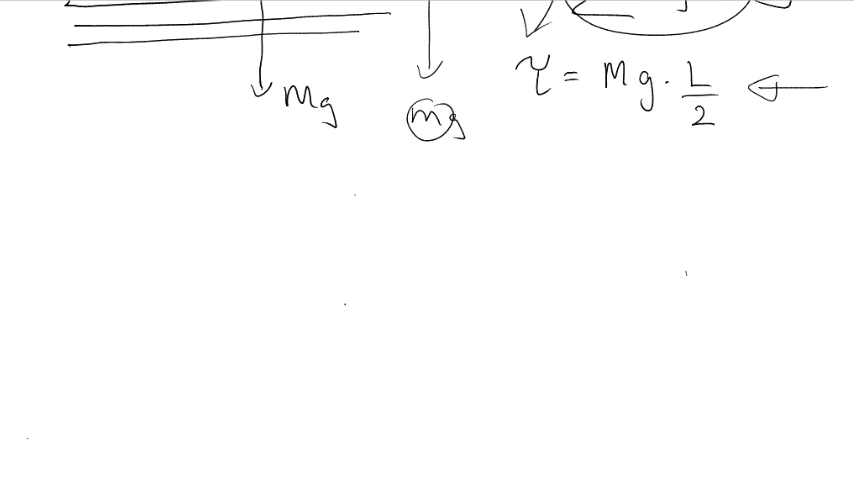 τ = Mg · L/2
Mg
mg